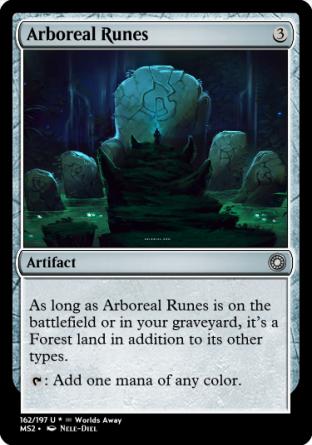 Arboreal Runes 3
Artifact
As long as Arboreal Runes is on the
battlefield or in your graveyard, it's a
Forest land in addition to its other
types.
: Add one mana of any color.
162/197 U * = Worlds Away
MS2 • Nele-Diel